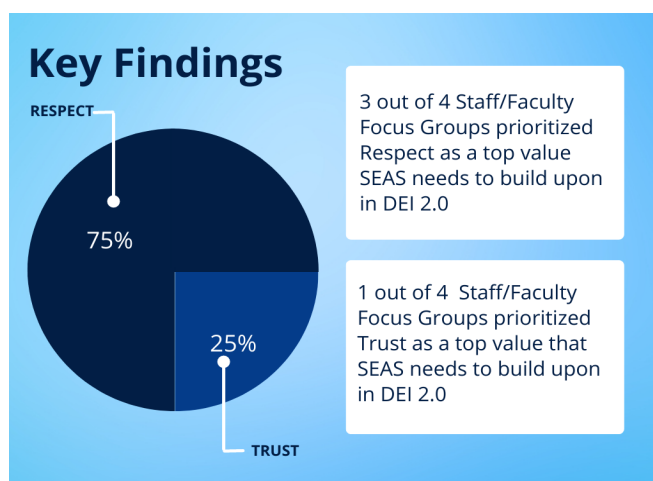 Key Findings
RESPECT
75%
25%
TRUST
3 out of 4 Staff/Faculty
Focus Groups prioritized
Respect as a top value
SEAS needs to build upon
in DEI 2.0
1 out of 4  Staff/Faculty
Focus Groups prioritized
Trust as a top value that
SEAS needs to build upon
in DEI 2.0